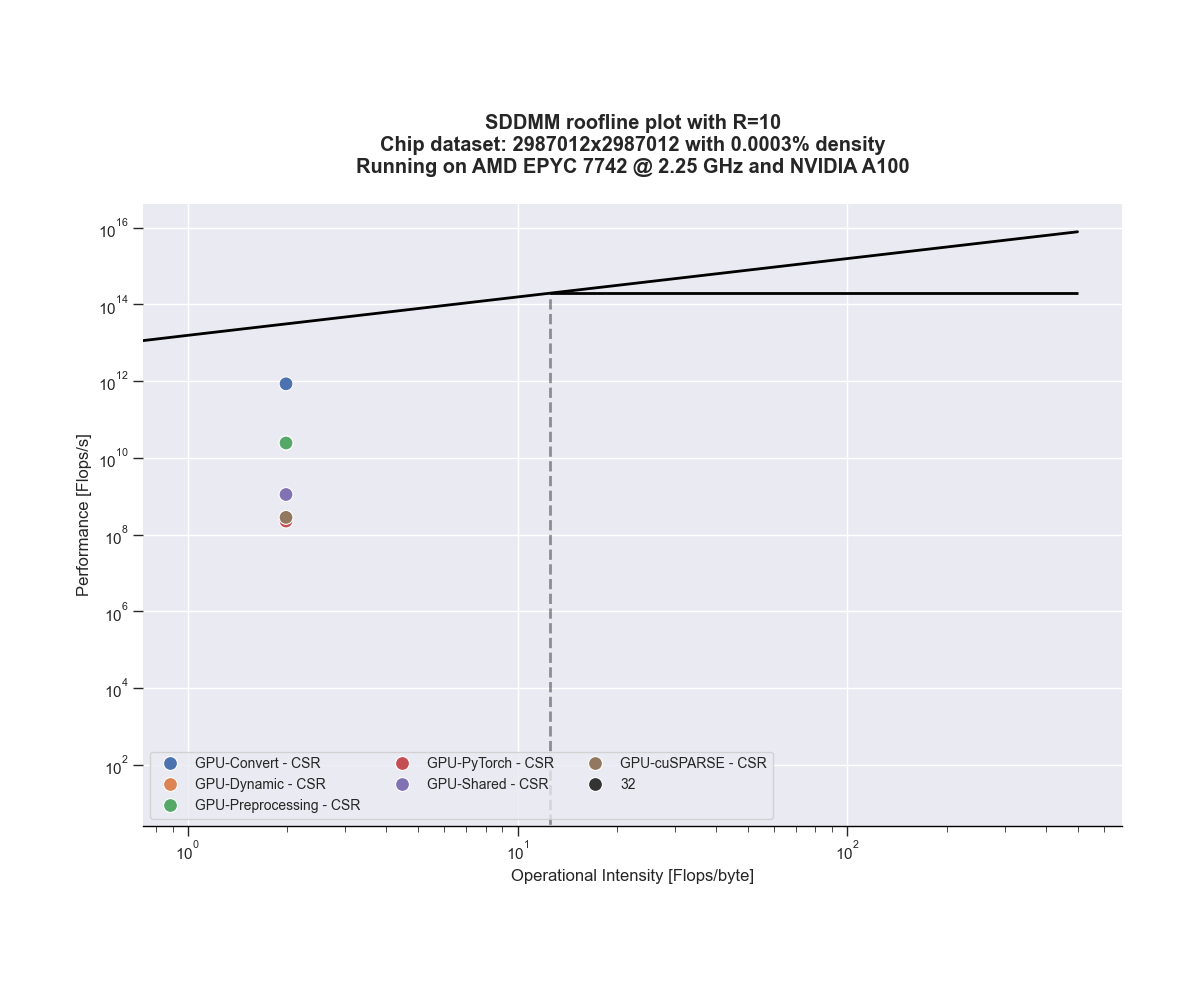 SDDMM roofline plot with R=10
Chip dataset: 2987012x2987012 with 0.0003% density
Running on AMD EPYC 7742 @ 2.25 GHz and NVIDIA A100
10^16
10^14
10^12
10^10
10^8
10^6
10^4
10^2
Performance [Flops/s]
GPU-Convert - CSR
GPU-Dynamic - CSR
GPU-Preprocessing - CSR
GPU-PyTorch - CSR
GPU-Shared - CSR
GPU-cuSPARSE - CSR
32
10^0
10^1
10^2
Operational Intensity [Flops/byte]